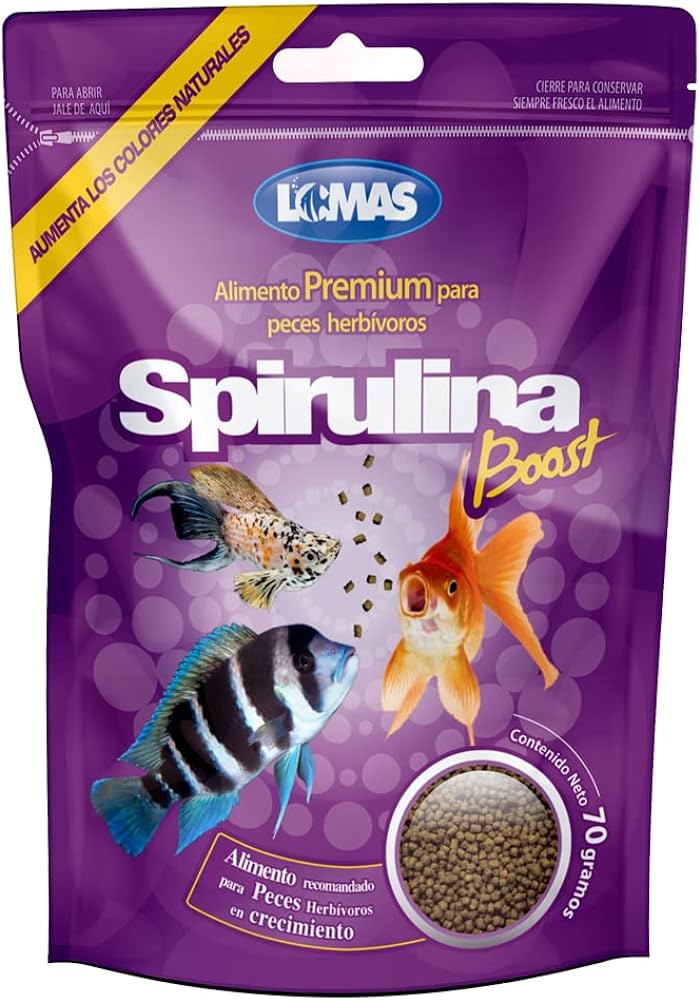 AUMENTA LOS COLORES NATURALES
PARA ABRIR
JALE DE AQUÍ
CIERRE PARA CONSERVAR
SIEMPRE FRESCO EL ALIMENTO
LOMAS
Alimento Premium para
peces herbívoros
Spirulina
Boost
Contenido Neto 70 gramos
Alimento recomandado
para Peces Herbívoros
en crecimiento